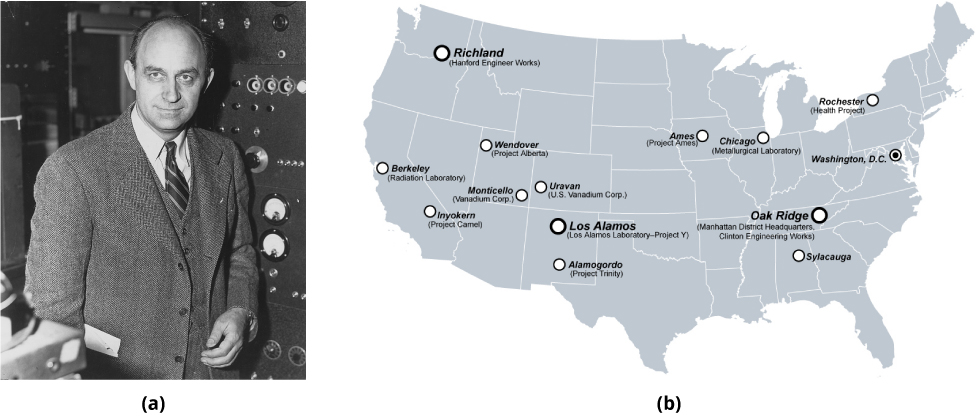 Richland
(Hanford Engineer Works)
Rochester
(Health Project)
Ames
(Project Ames)
Chicago
(Metallurgical Laboratory)
Wendover
(Project Alberta)
Washington, D.C.
Berkeley
(Radiation Laboratory)
Monticello
(Vanadium Corp.)
Uravan
(U.S. Vanadium Corp.)
Inyokern
(Project Camel)
Los Alamos
(Los Alamos Laboratory–Project Y)
Oak Ridge
(Manhattan District Headquarters,
Clinton Engineering Works)
Alamogordo
(Project Trinity)
Sylacauga
(a)
(b)